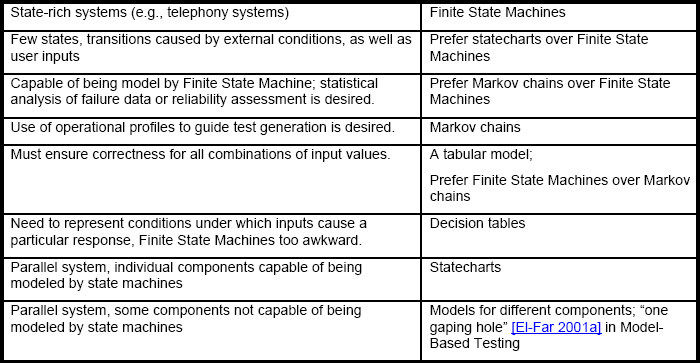 State-rich systems (e.g., telephony systems)
Finite State Machines
Few states, transitions caused by external conditions, as well as
user inputs
Prefer statecharts over Finite State
Machines
Capable of being model by Finite State Machine; statistical
analysis of failure data or reliability assessment is desired.
Prefer Markov chains over Finite State
Machines
Use of operational profiles to guide test generation is desired.
Markov chains
Must ensure correctness for all combinations of input values.
A tabular model;
Prefer Finite State Machines over Markov
chains
Need to represent conditions under which inputs cause a
particular response, Finite State Machines too awkward.
Decision tables
Parallel system, individual components capable of being
modeled by state machines
Statecharts
Parallel system, some components not capable of being
modeled by state machines
Models for different components; “one
gaping hole” [El-Far 2001a] in Model-
Based Testing